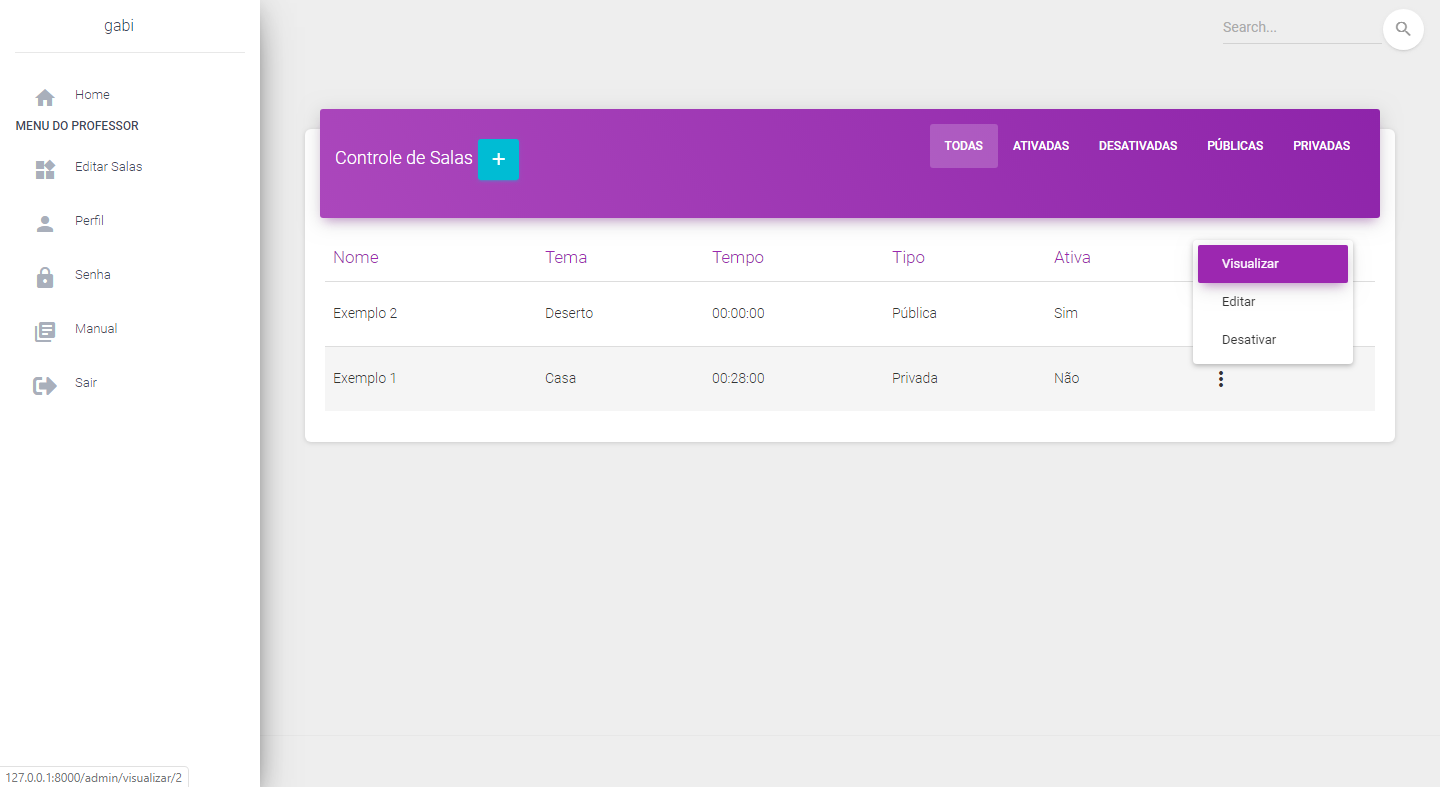 gabi
Home
MENU DO PROFESSOR
Editar Salas
Perfil
Senha
Manual
Sair
Search...
Controle de Salas +
TODAS ATIVADAS DESATIVADAS PÚBLICAS PRIVADAS
Nome Tema Tempo Tipo Ativa
Exemplo 2 Deserto 00:00:00 Pública Sim
Exemplo 1 Casa 00:28:00 Privada Não
Visualizar
Editar
Desativar
127.0.0.1:8000/admin/visualizar/2